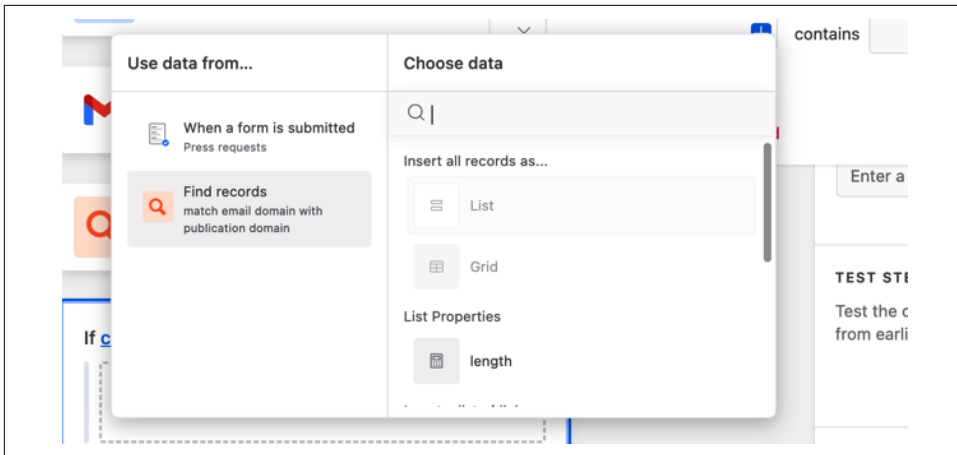 contains
Use data from...
Choose data
When a form is submitted
Press requests
Insert all records as...
Enter a
Find records
match email domain with
publication domain
List
Grid
TEST STE
List Properties
Test the c
from earli
If c
length